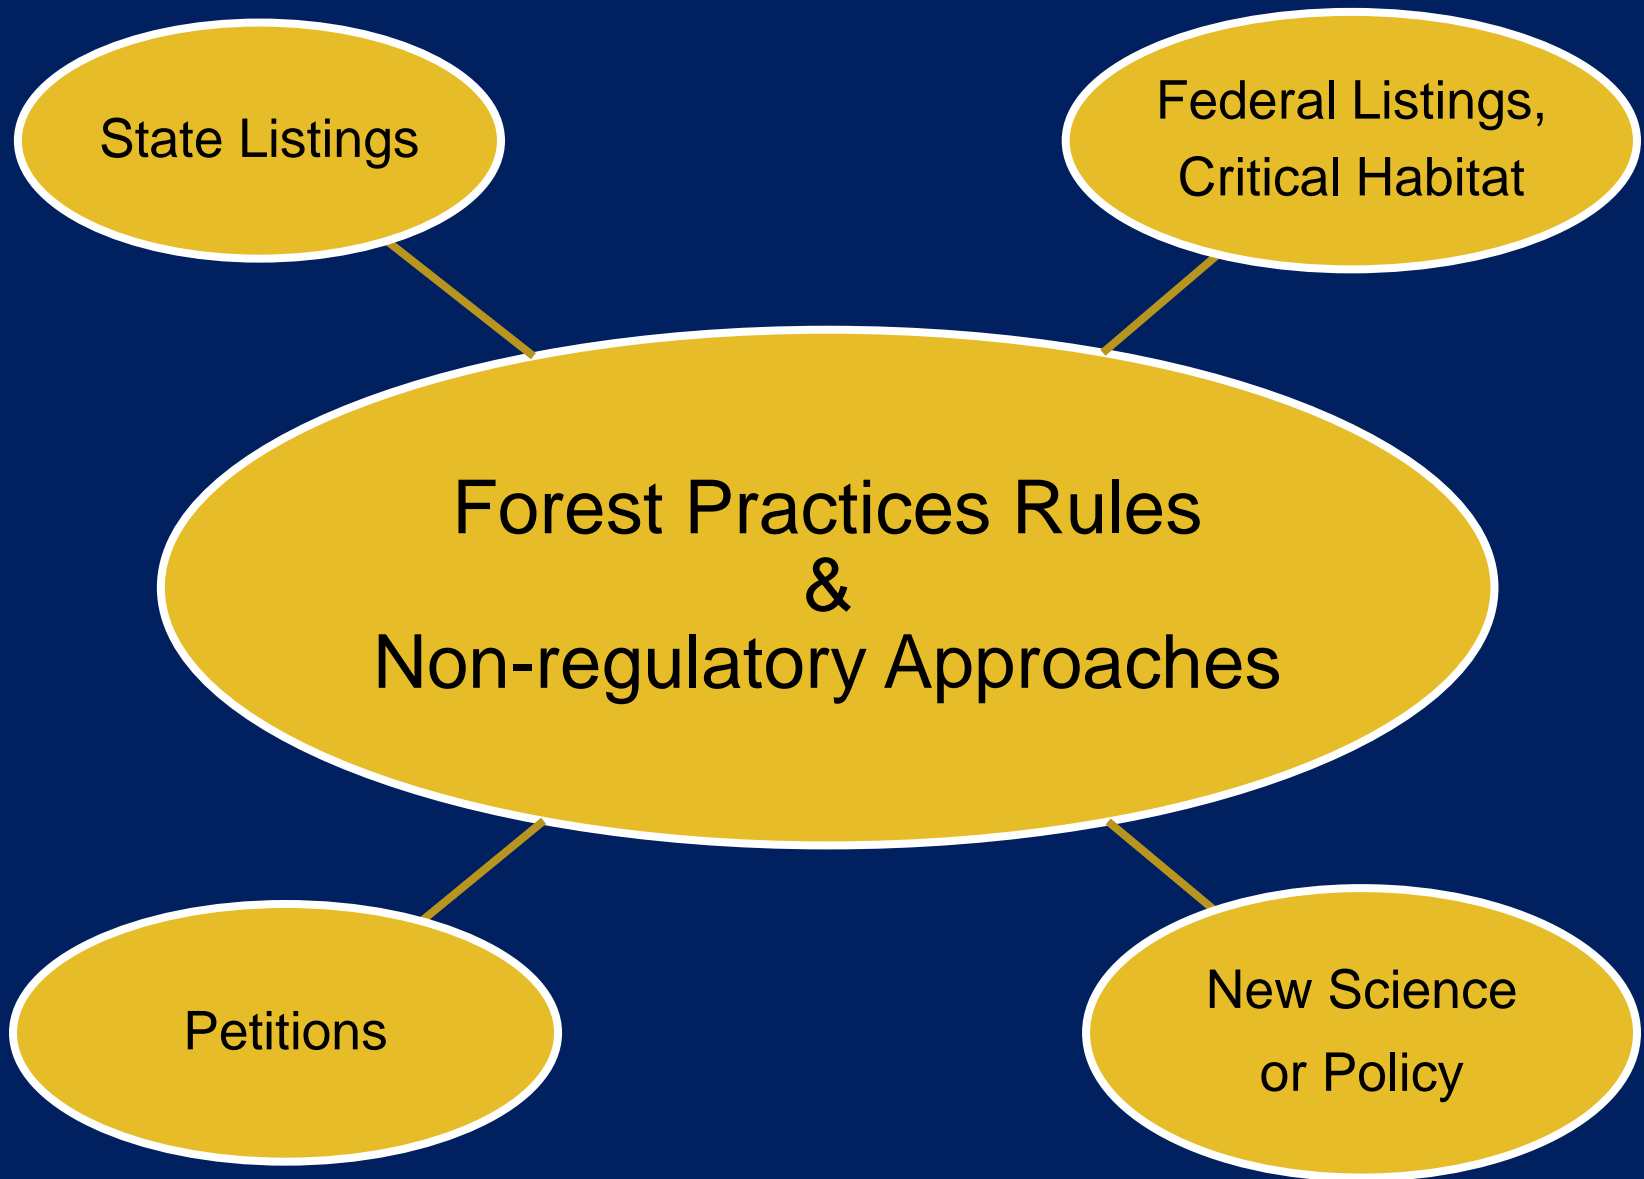 State Listings
Federal Listings,
Critical Habitat
Forest Practices Rules
&
Non-regulatory Approaches
Petitions
New Science
or Policy